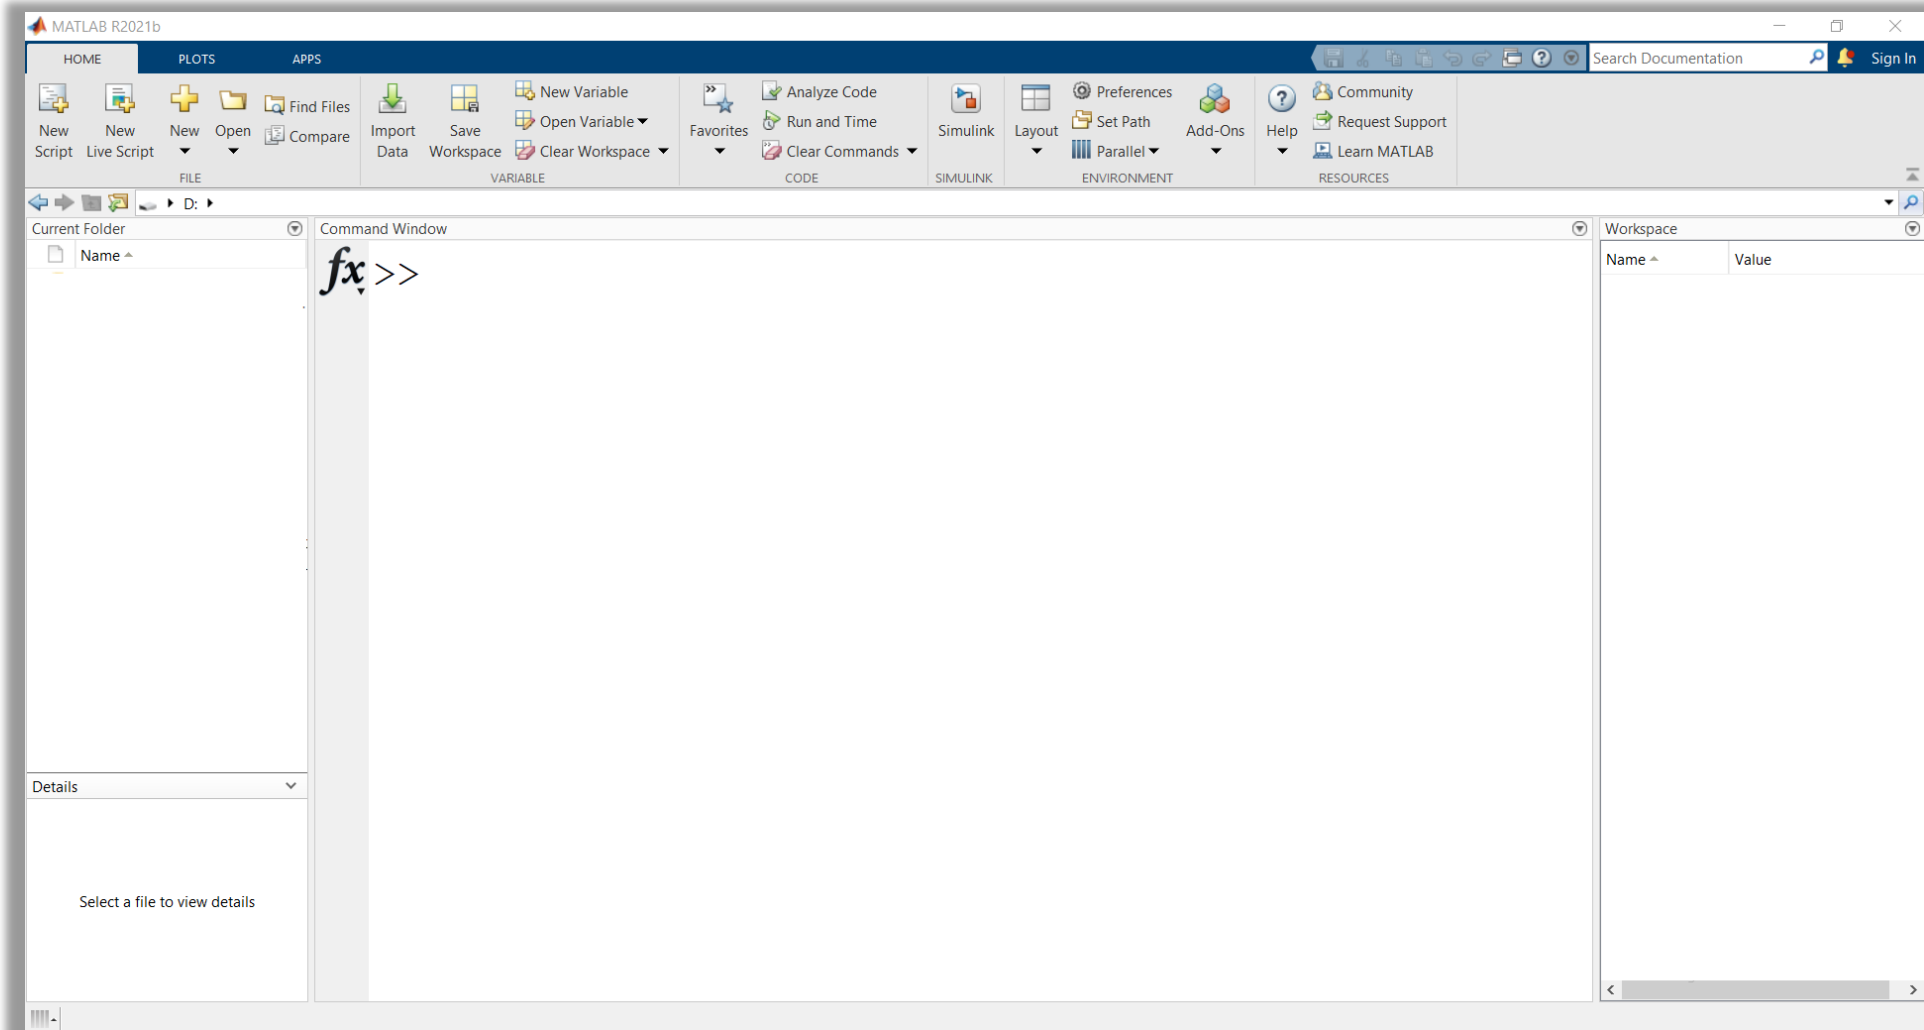 MATLAB R2021b
HOME PLOTS APPS
Search Documentation
Sign In
New Script
New Live Script
New
Open
Find Files
Compare
FILE
Import Data
Save Workspace
New Variable
Open Variable
Clear Workspace
VARIABLE
Favorites
Analyze Code
Run and Time
Clear Commands
CODE
Simulink
SIMULINK
Layout
Preferences
Set Path
Parallel
Add-Ons
ENVIRONMENT
Help
Community
Request Support
Learn MATLAB
RESOURCES
D:
Current Folder
Name
Details
Select a file to view details
Command Window
fx >>
Workspace
Name Value